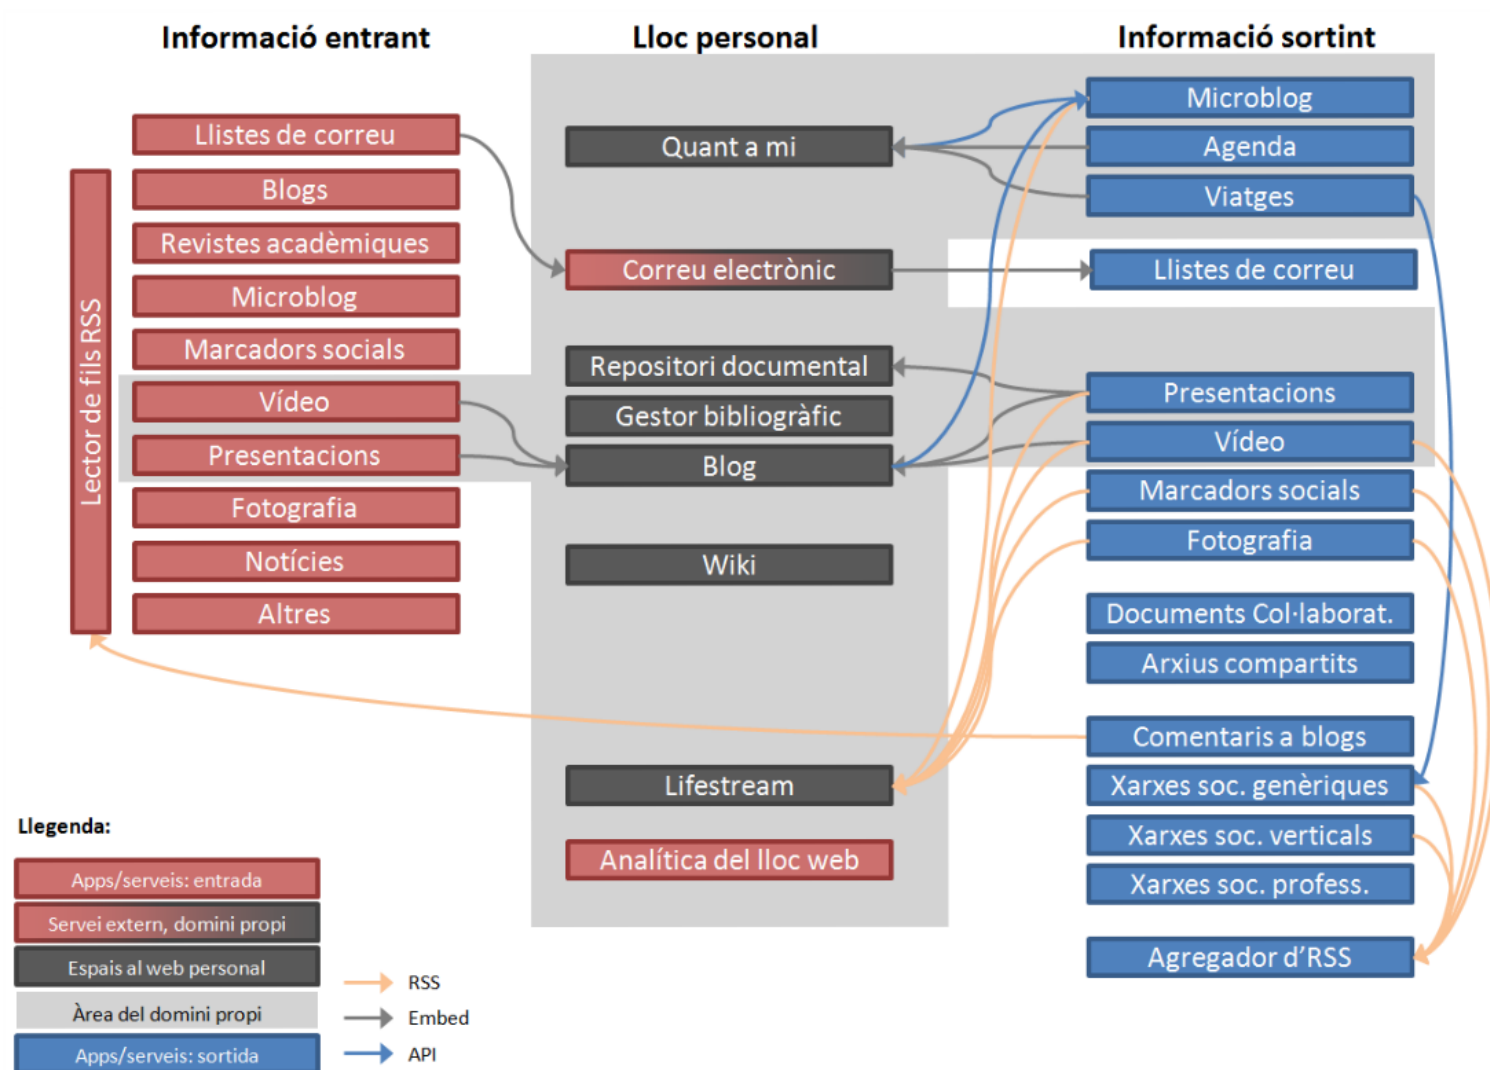 Informació entrant
Lloc personal
Informació sortint
Lector de fils RSS
Llistes de correu
Blogs
Revistes acadèmiques
Microblog
Marcadors socials
Vídeo
Presentacions
Fotografia
Notícies
Altres
Quant a mi
Correu electrònic
Repositori documental
Gestor bibliogràfic
Blog
Wiki
Lifestream
Analítica del lloc web
Microblog
Agenda
Viatges
Llistes de correu
Presentacions
Vídeo
Marcadors socials
Fotografia
Documents Col·laborat.
Arxius compartits
Comentaris a blogs
Xarxes soc. genèriques
Xarxes soc. verticals
Xarxes soc. profess.
Agregador d’RSS
Llegenda:
Apps/serveis: entrada
Servei extern, domini propi
Espais al web personal
Àrea del domini propi
Apps/serveis: sortida
RSS
Embed
API